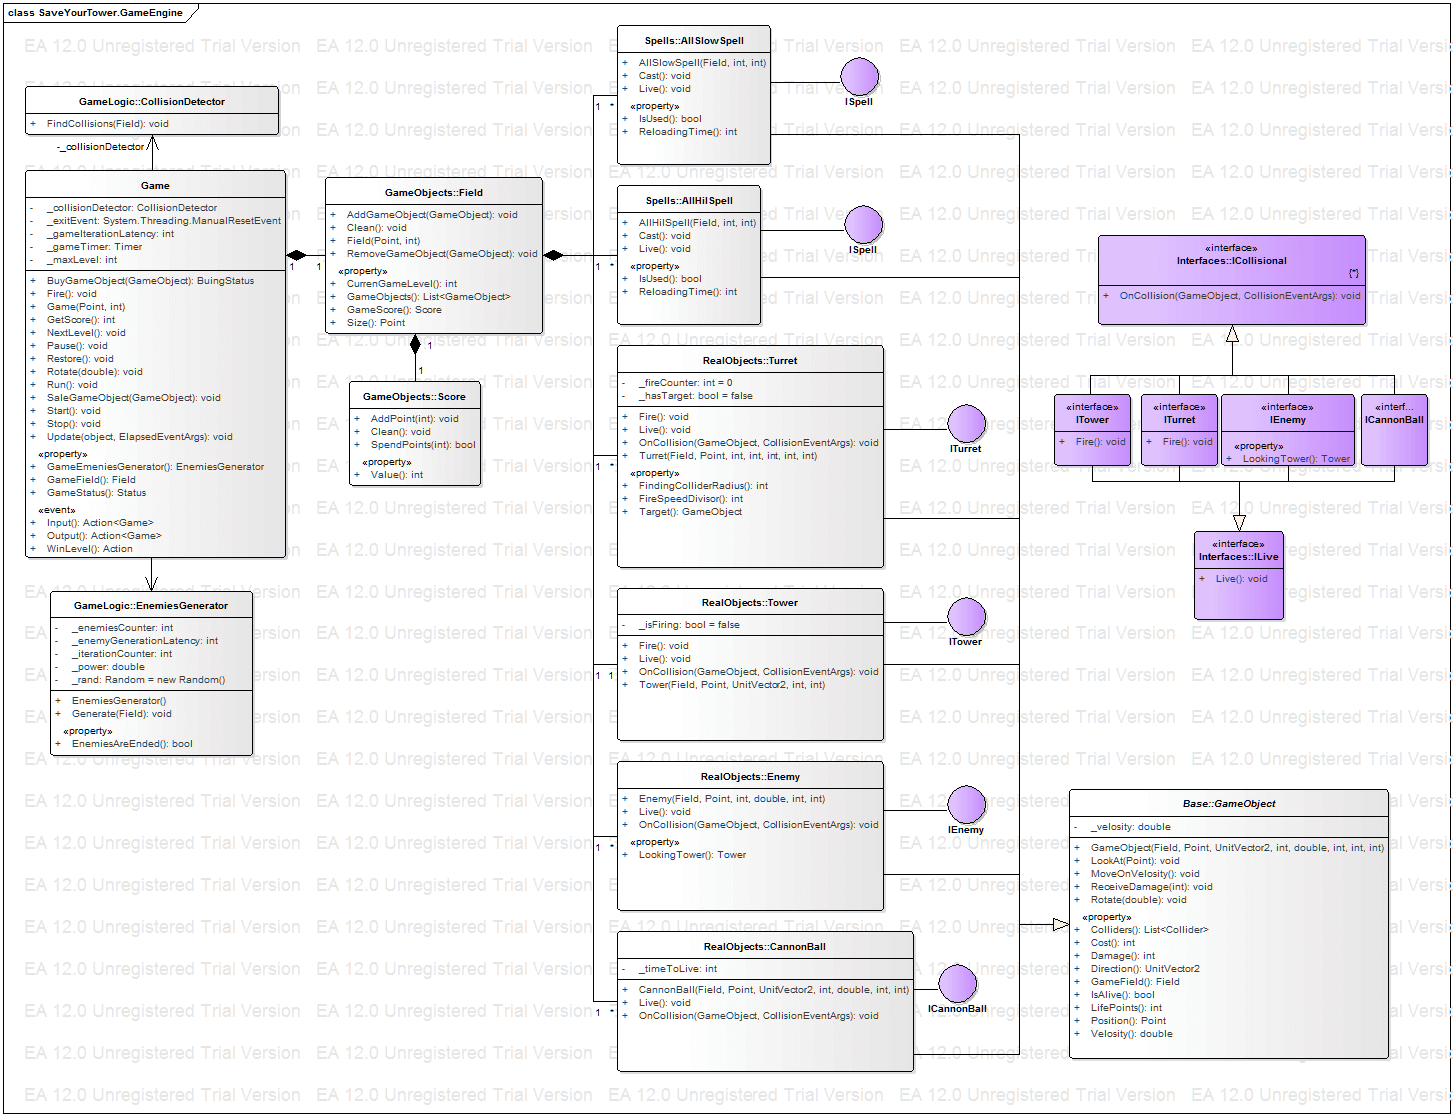 class SaveYourTower.GameEngine
EA 12.0 Unregistered Trial Version
GameLogic::CollisionDetector
+ FindCollisions(Field): void
-_collisionDetector
Game
- _collisionDetector: CollisionDetector
- _exitEvent: System.Threading.ManualResetEvent
- _gameIterationLatency: int
- _gameTimer: Timer
- _maxLevel: int
+ BuyGameObject(GameObject): BuingStatus
+ Fire(): void
+ Game(Point, int)
+ GetScore(): int
+ NextLevel(): void
+ Pause(): void
+ Restore(): void
+ Rotate(double): void
+ Run(): void
+ SaleGameObject(GameObject): void
+ Start(): void
+ Stop(): void
+ Update(object, ElapsedEventArgs): void
«property»
+ GameEmeniesGenerator(): EnemiesGenerator
+ GameField(): Field
+ GameStatus(): Status
«event»
+ Input(): Action<Game>
+ Output(): Action<Game>
+ WinLevel(): Action
1 1
GameLogic::EnemiesGenerator
- _enemiesCounter: int
- _enemyGenerationLatency: int
- _iterationCounter: int
- _power: double
- _rand: Random = new Random()
+ EnemiesGenerator()
+ Generate(Field): void
«property»
+ EnemiesAreEnded(): bool
GameObjects::Field
+ AddGameObject(GameObject): void
+ Clean(): void
+ Field(Point, int)
+ RemoveGameObject(GameObject): void
«property»
+ CurrenGameLevel(): int
+ GameObjects(): List<GameObject>
+ GameScore(): Score
+ Size(): Point
1
1
GameObjects::Score
+ AddPoint(int): void
+ Clean(): void
+ SpendPoints(int): bool
«property»
+ Value(): int
Spells::AllSlowSpell
+ AllSlowSpell(Field, int, int)
+ Cast(): void
+ Live(): void
«property»
+ IsUsed(): bool
+ ReloadingTime(): int
1 *
ISpell
Spells::AllHilSpell
+ AllHilSpell(Field, int, int)
+ Cast(): void
+ Live(): void
«property»
+ IsUsed(): bool
+ ReloadingTime(): int
1 *
ISpell
RealObjects::Turret
- _fireCounter: int = 0
- _hasTarget: bool = false
+ Fire(): void
+ Live(): void
+ OnCollision(GameObject, CollisionEventArgs): void
+ Turret(Field, Point, int, int, int, int, int)
«property»
+ FindingColliderRadius(): int
+ FireSpeedDivisor(): int
+ Target(): GameObject
1 *
ITurret
RealObjects::Tower
- _isFiring: bool = false
+ Fire(): void
+ Live(): void
+ OnCollision(GameObject, CollisionEventArgs): void
+ Tower(Field, Point, UnitVector2, int, int)
1 1
ITower
RealObjects::Enemy
+ Enemy(Field, Point, int, double, int, int)
+ Live(): void
+ OnCollision(GameObject, CollisionEventArgs): void
«property»
+ LookingTower(): Tower
1 *
IEnemy
RealObjects::CannonBall
- _timeToLive: int
+ CannonBall(Field, Point, UnitVector2, int, double, int, int)
+ Live(): void
+ OnCollision(GameObject, CollisionEventArgs): void
1 *
ICannonBall
«interface»
Interfaces::ICollisional
{*}
+ OnCollision(GameObject, CollisionEventArgs): void
«interface»
ITower
+ Fire(): void
«interface»
ITurret
+ Fire(): void
«interface»
IEnemy
«property»
+ LookingTower(): Tower
«interf...
ICannonBall
«interface»
Interfaces::ILive
+ Live(): void
Base::GameObject
- _velosity: double
+ GameObject(Field, Point, UnitVector2, int, double, int, int, int)
+ LookAt(Point): void
+ MoveOnVelosity(): void
+ ReceiveDamage(int): void
+ Rotate(double): void
«property»
+ Colliders(): List<Collider>
+ Cost(): int
+ Damage(): int
+ Direction(): UnitVector2
+ GameField(): Field
+ IsAlive(): bool
+ LifePoints(): int
+ Position(): Point
+ Velosity(): double